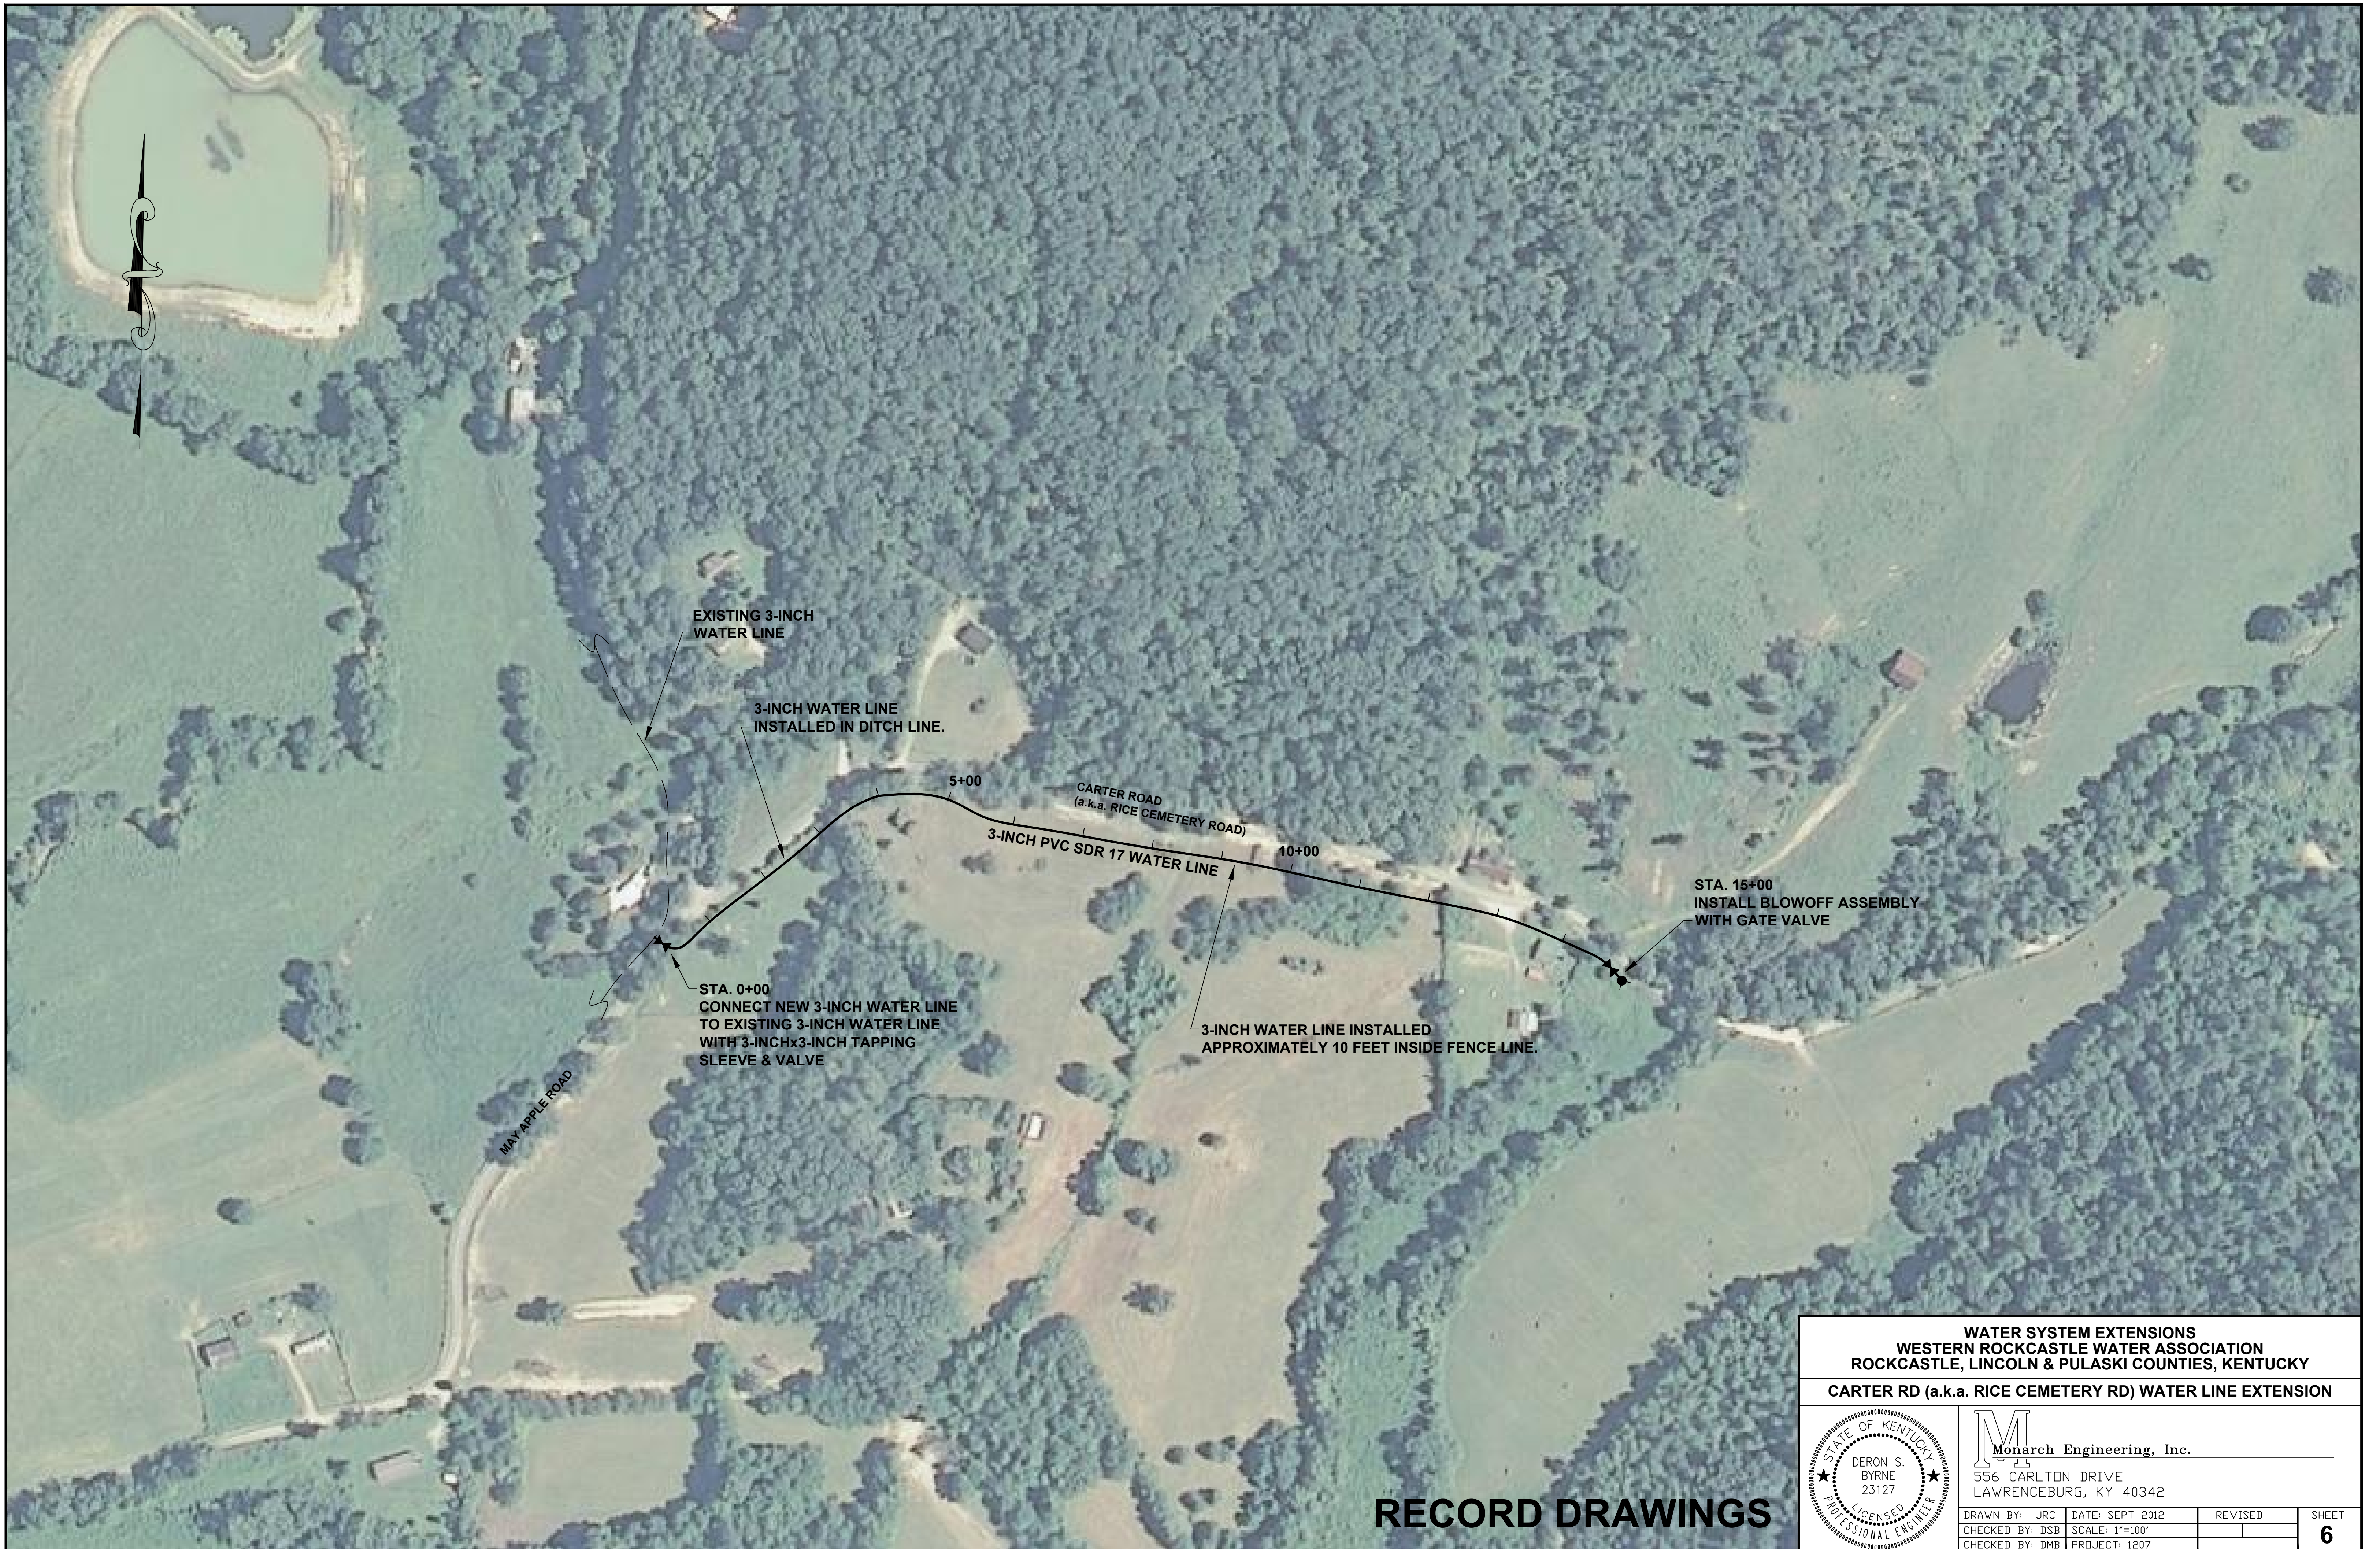 EXISTING 3-INCH
WATER LINE
3-INCH WATER LINE
INSTALLED IN DITCH LINE.
5+00
CARTER ROAD
(a.k.a. RICE CEMETERY ROAD)
3-INCH PVC SDR 17 WATER LINE
10+00
STA. 15+00
INSTALL BLOWOFF ASSEMBLY
WITH GATE VALVE
STA. 0+00
CONNECT NEW 3-INCH WATER LINE
TO EXISTING 3-INCH WATER LINE
WITH 3-INCHx3-INCH TAPPING
SLEEVE & VALVE
3-INCH WATER LINE INSTALLED
APPROXIMATELY 10 FEET INSIDE FENCE LINE.
MAY APPLE ROAD
RECORD DRAWINGS
WATER SYSTEM EXTENSIONS
WESTERN ROCKCASTLE WATER ASSOCIATION
ROCKCASTLE, LINCOLN & PULASKI COUNTIES, KENTUCKY
CARTER RD (a.k.a. RICE CEMETERY RD) WATER LINE EXTENSION
STATE OF KENTUCKY
DERON S.
BYRNE
23127
LICENSED
PROFESSIONAL ENGINEER
M
Monarch Engineering, Inc.
556 CARLTON DRIVE
LAWRENCEBURG, KY 40342
DRAWN BY: JRC DATE: SEPT 2012 REVISED SHEET
CHECKED BY: DSB SCALE: 1"=100' 6
CHECKED BY: DMB PROJECT: 1207